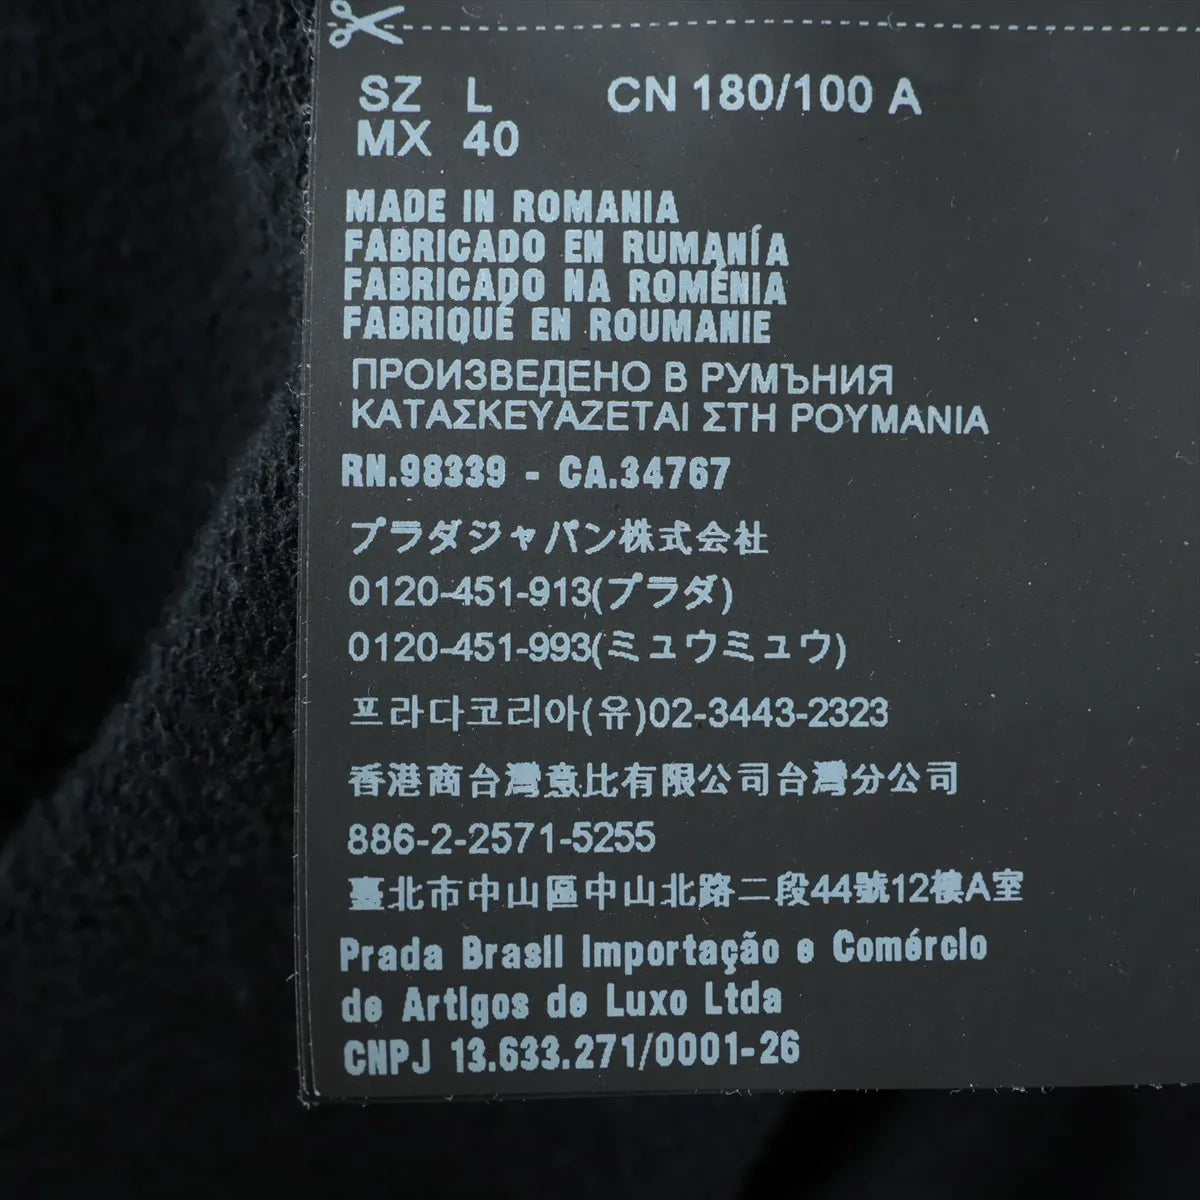 SZ L CN 180/100 A
MX 40
MADE IN ROMANIA
FABRICADO EN RUMANÍA
FABRICADO NA ROMÉNIA
FABRIQUÉ EN ROUMANIE
ПРОИЗВЕДЕНО В РУМЪНИЯ
ΚΑΤΑΣΚΕΥΑΖΕΤΑΙ ΣΤΗ ΡΟΥΜΑΝΙΑ
RN.98339 - CA.34767
プラダジャパン株式会社
0120-451-913(プラダ)
0120-451-993(ミュウミュウ)
프라다코리아(유)02-3443-2323
香港商台灣意比有限公司台灣分公司
886-2-2571-5255
臺北市中山區中山北路二段44號12樓A室
Prada Brasil Importação e Comércio
de Artigos de Luxo Ltda
CNPJ 13.633.271/0001-26